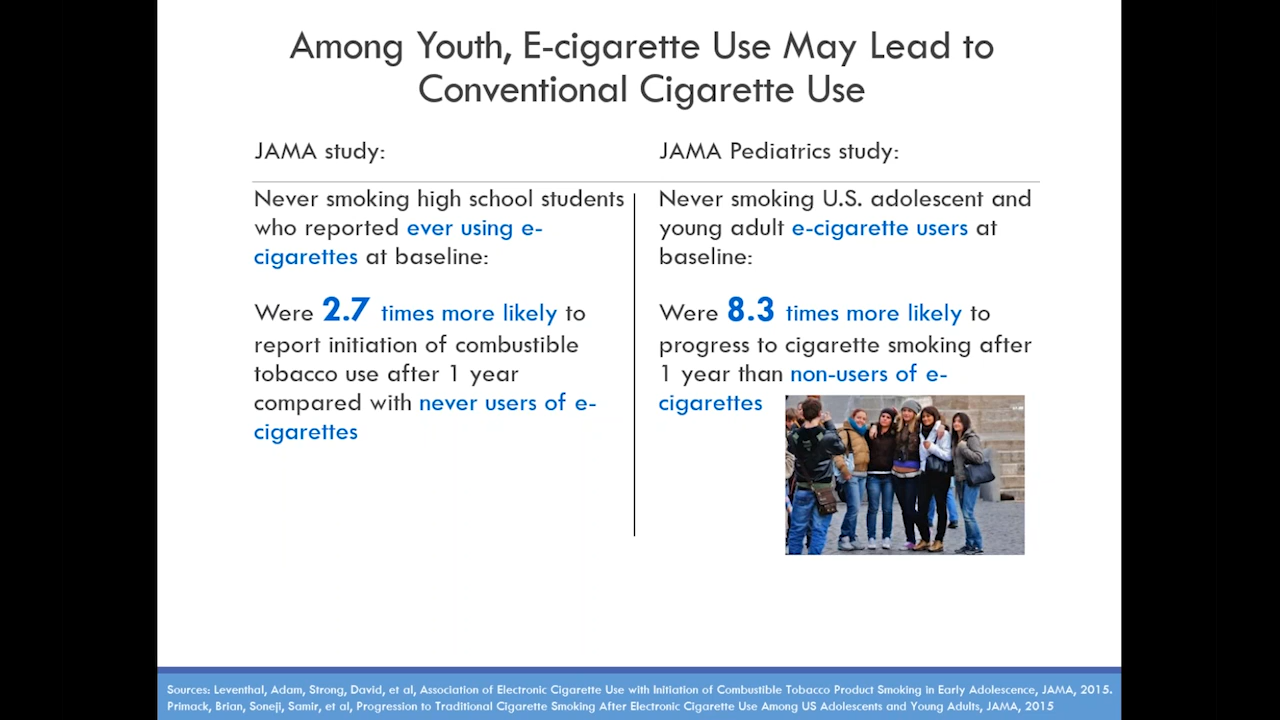 Among Youth, E-cigarette Use May Lead to
Conventional Cigarette Use
JAMA study:
Never smoking high school students
who reported ever using e-
cigarettes at baseline:
Were 2.7 times more likely to
report initiation of combustible
tobacco use after 1 year
compared with never users of e-
cigarettes
JAMA Pediatrics study:
Never smoking U.S. adolescent and
young adult e-cigarette users at
baseline:
Were 8.3 times more likely to
progress to cigarette smoking after
1 year than non-users of e-
cigarettes
Sources: Leventhal, Adam, Strong, David, et al, Association of Electronic Cigarette Use with Initiation of Combustible Tobacco Product Smoking in Early Adolescence, JAMA, 2015.
Primack, Brian, Soneji, Samir, et al, Progression to Traditional Cigarette Smoking After Electronic Cigarette Use Among US Adolescents and Young Adults, JAMA, 2015